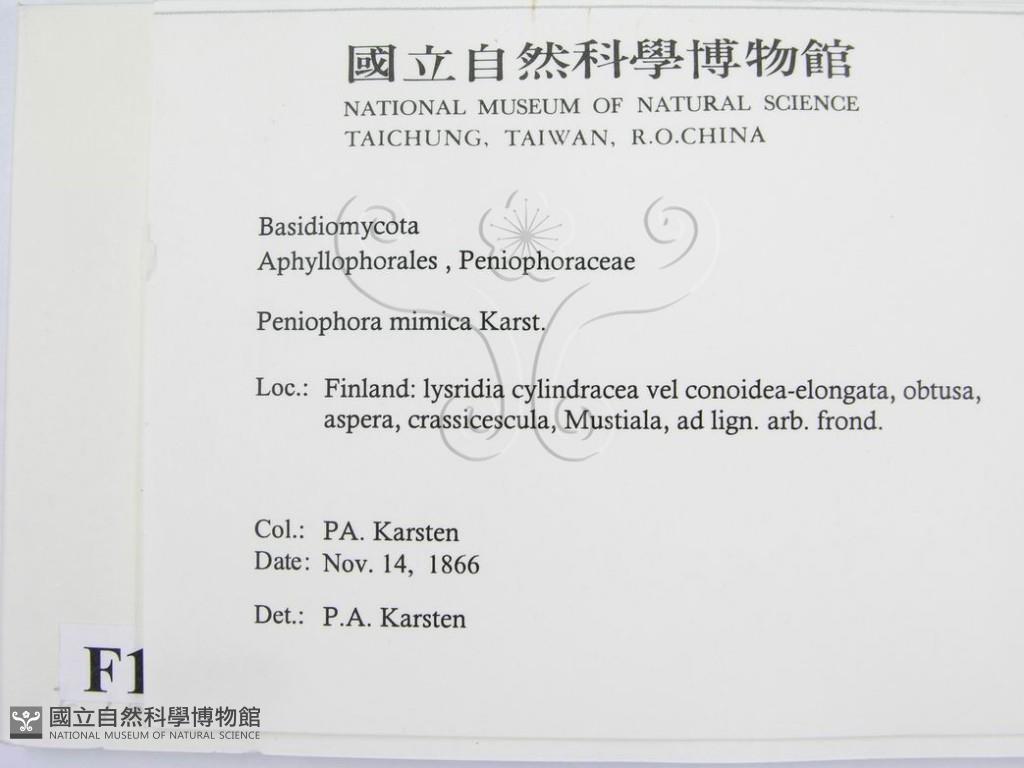 國立自然科學博物館
NATIONAL MUSEUM OF NATURAL SCIENCE
TAICHUNG, TAIWAN, R.O.CHINA
Basidiomycota
Aphyllophorales , Peniophoraceae
Peniophora mimica Karst.
Loc.: Finland: lysridia cylindracea vel conoidea-elongata, obtusa,
aspera, crassicescula, Mustiala, ad lign. arb. frond.
Col.: PA. Karsten
Date: Nov. 14, 1866
Det.: P.A. Karsten
F1
國立自然科學博物館
NATIONAL MUSEUM OF NATURAL SCIENCE